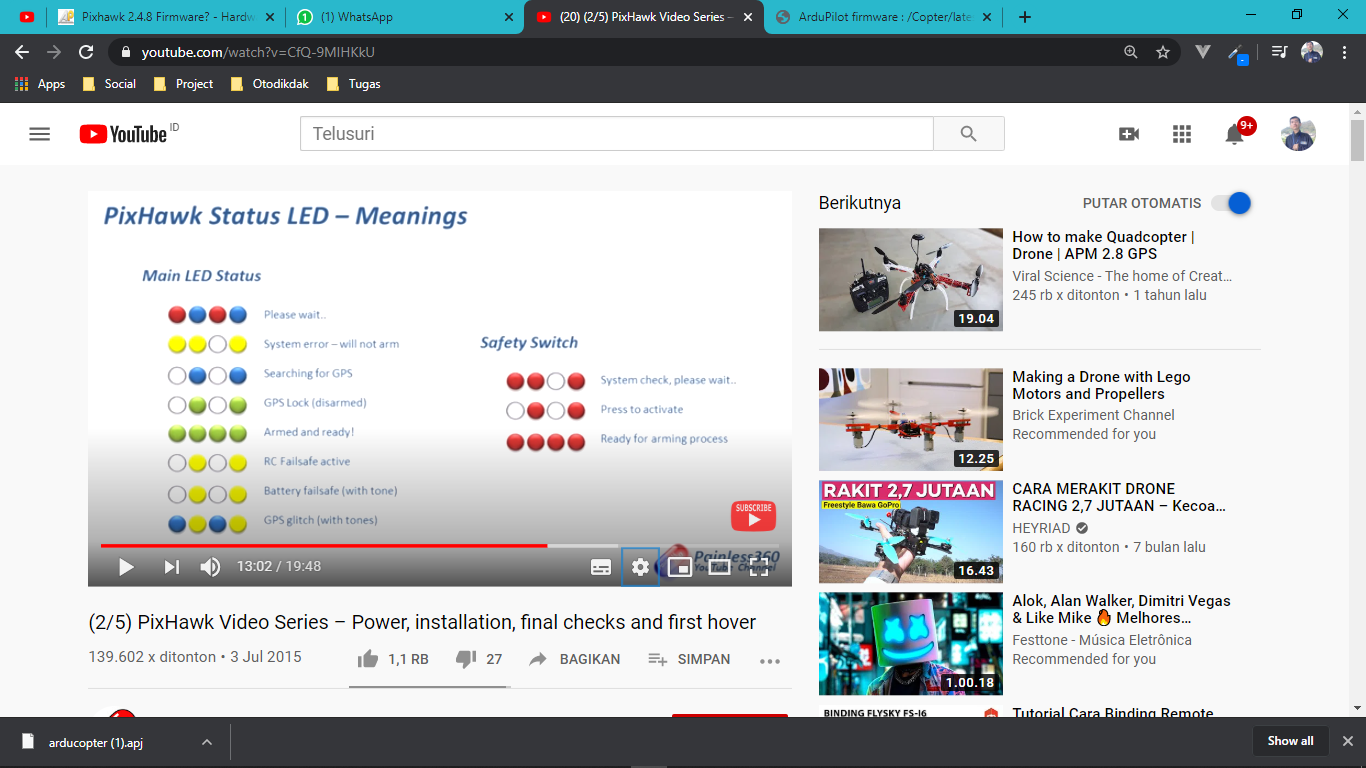 Pixhawk 2.4.8 Firmware? - Hardw
(1) WhatsApp
(20) (2/5) PixHawk Video Series –
ArduPilot firmware : /Copter/late
youtube.com/watch?v=CfQ-9MIHKkU
Apps
Social
Project
Otodikdak
Tugas
YouTube ID
Telusuri
9+
PixHawk Status LED – Meanings
Main LED Status
Please wait..
System error – will not arm
Searching for GPS
GPS Lock (disarmed)
Armed and ready!
RC Failsafe active
Battery failsafe (with tone)
GPS glitch (with tones)
Safety Switch
System check, please wait..
Press to activate
Ready for arming process
SUBSCRIBE
Painless360
YouTube Channel
13:02 / 19:48
(2/5) PixHawk Video Series – Power, installation, final checks and first hover
139.602 x ditonton • 3 Jul 2015
1,1 RB
27
BAGIKAN
SIMPAN
Berikutnya
PUTAR OTOMATIS
19.04
How to make Quadcopter |
Drone | APM 2.8 GPS
Viral Science - The home of Creat...
245 rb x ditonton • 1 tahun lalu
12.25
Making a Drone with Lego
Motors and Propellers
Brick Experiment Channel
Recommended for you
RAKIT 2,7 JUTAAN
Freestyle Bawa GoPro
16.43
CARA MERAKIT DRONE
RACING 2,7 JUTAAN – Kecoa...
HEYRIAD
160 rb x ditonton • 7 bulan lalu
1.00.18
Alok, Alan Walker, Dimitri Vegas
& Like Mike 🔥 Melhores...
Festtone - Música Eletrônica
Recommended for you
BINDING FLYSKY FS-I6
Tutorial Cara Binding Remote
arducopter (1).apj
Show all